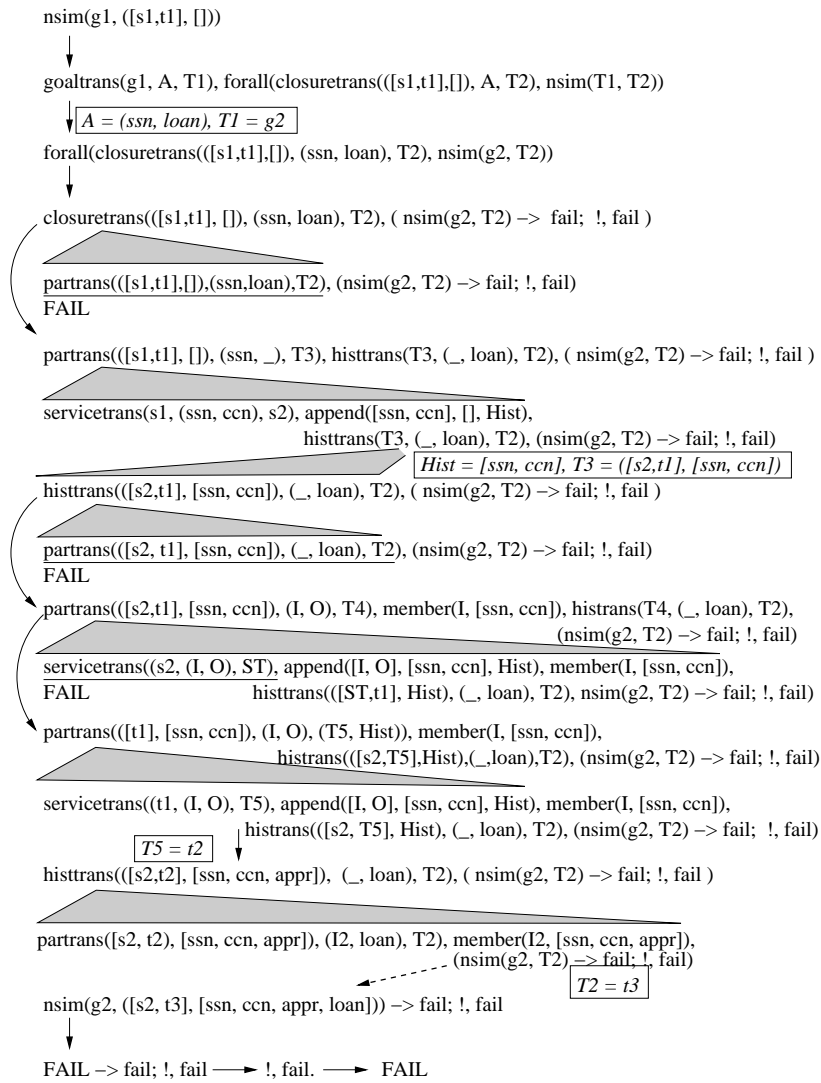 nsim(g1, ([s1,t1], []))
goaltrans(g1, A, T1), forall(closuretrans(([s1,t1],[]), A, T2), nsim(T1, T2))
A = (ssn, loan), T1 = g2
forall(closuretrans(([s1,t1],[]), (ssn, loan), T2), nsim(g2, T2))
closuretrans(([s1,t1], []), (ssn, loan), T2), ( nsim(g2, T2) −> fail; !, fail )
partrans(([s1,t1],[]),(ssn,loan),T2), (nsim(g2, T2) −> fail; !, fail)
FAIL
partrans(([s1,t1], []), (ssn, _), T3), histtrans(T3, (_, loan), T2), ( nsim(g2, T2) −> fail; !, fail )
servicetrans(s1, (ssn, ccn), s2), append([ssn, ccn], [], Hist),
histtrans(T3, (_, loan), T2), (nsim(g2, T2) −> fail; !, fail)
Hist = [ssn, ccn], T3 = ([s2,t1], [ssn, ccn])
histtrans(([s2,t1], [ssn, ccn]), (_, loan), T2), ( nsim(g2, T2) −> fail; !, fail )
partrans(([s2, t1], [ssn, ccn]), (_, loan), T2), (nsim(g2, T2) −> fail; !, fail)
FAIL
partrans(([s2,t1], [ssn, ccn]), (I, O), T4), member(I, [ssn, ccn]), histrans(T4, (_, loan), T2),
(nsim(g2, T2) −> fail; !, fail)
servicetrans((s2, (I, O), ST), append([I, O], [ssn, ccn], Hist), member(I, [ssn, ccn]),
FAIL histtrans(([ST,t1], Hist), (_, loan), T2), nsim(g2, T2) −> fail; !, fail)
partrans(([t1], [ssn, ccn]), (I, O), (T5, Hist)), member(I, [ssn, ccn]),
histrans(([s2,T5],Hist),(_,loan),T2), (nsim(g2, T2) −> fail; !, fail)
servicetrans((t1, (I, O), T5), append([I, O], [ssn, ccn], Hist), member(I, [ssn, ccn]),
histrans(([s2, T5], Hist), (_, loan), T2), (nsim(g2, T2) −> fail; !, fail)
T5 = t2
histtrans(([s2,t2], [ssn, ccn, appr]), (_, loan), T2), ( nsim(g2, T2) −> fail; !, fail )
partrans([s2, t2), [ssn, ccn, appr]), (I2, loan), T2), member(I2, [ssn, ccn, appr]),
(nsim(g2, T2) −> fail; !, fail)
T2 = t3
nsim(g2, ([s2, t3], [ssn, ccn, appr, loan])) −> fail; !, fail
FAIL −> fail; !, fail !, fail. FAIL